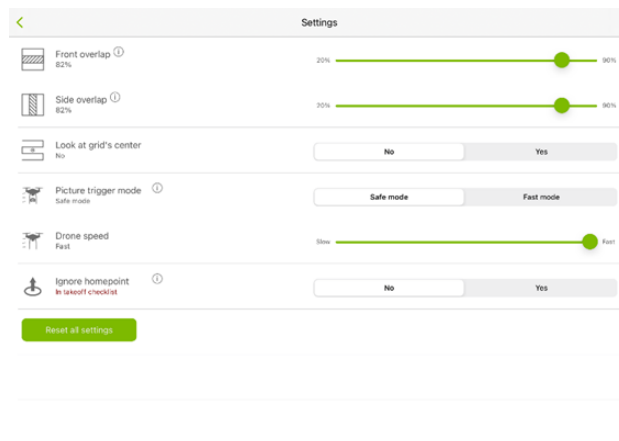 Settings
Front overlap
82%
20%
90%
Side overlap
82%
20%
90%
Look at grid's center
No
No
Yes
Picture trigger mode
Safe mode
Safe mode
Fast mode
Drone speed
Fast
Slow
Fast
Ignore homepoint
In takeoff checklist
No
Yes
Reset all settings